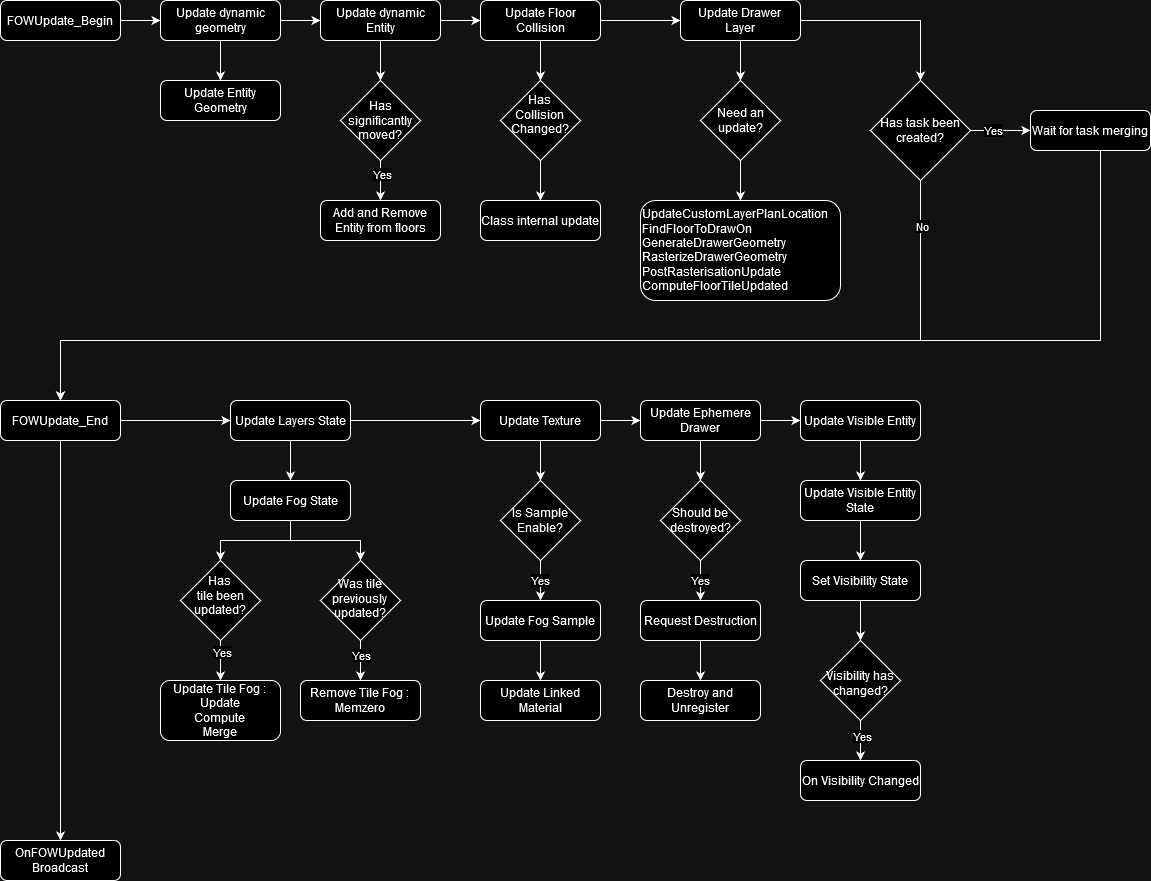 FOWUpdate_Begin
Update dynamic
geometry
Update dynamic
Entity
Update Floor
Collision
Update Drawer
Layer
Update Entity
Geometry
Has
significantly
moved?
Has
Collision
Changed?
Need an
update?
Has task been
created?
Yes
Wait for task merging
Yes
Add and Remove
Entity from floors
Class internal update
UpdateCustomLayerPlanLocation
FindFloorToDrawOn
GenerateDrawerGeometry
RasterizeDrawerGeometry
PostRasterisationUpdate
ComputeFloorTileUpdated
No
FOWUpdate_End
Update Layers State
Update Texture
Update Ephemere
Drawer
Update Visible Entity
Update Fog State
Is Sample
Enable?
Should be
destroyed?
Update Visible Entity
State
Has
tile been
updated?
Was tile
previously
updated?
Yes
Yes
Set Visibility State
Yes
Yes
Update Fog Sample
Request Destruction
Update Tile Fog :
Update
Compute
Merge
Remove Tile Fog :
Memzero
Update Linked
Material
Destroy and
Unregister
Visibility has
changed?
Yes
On Visibility Changed
OnFOWUpdated
Broadcast